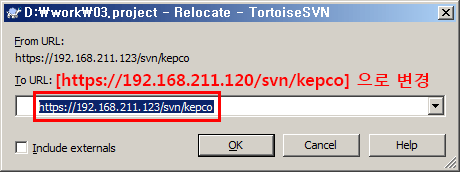 D:₩work₩03.project - Relocate - TortoiseSVN
From URL:
https://192.168.211.123/svn/kepco
To URL: [https://192.168.211.120/svn/kepco] 으로 변경
https://192.168.211.123/svn/kepco
Include externals
OK
Cancel
Help